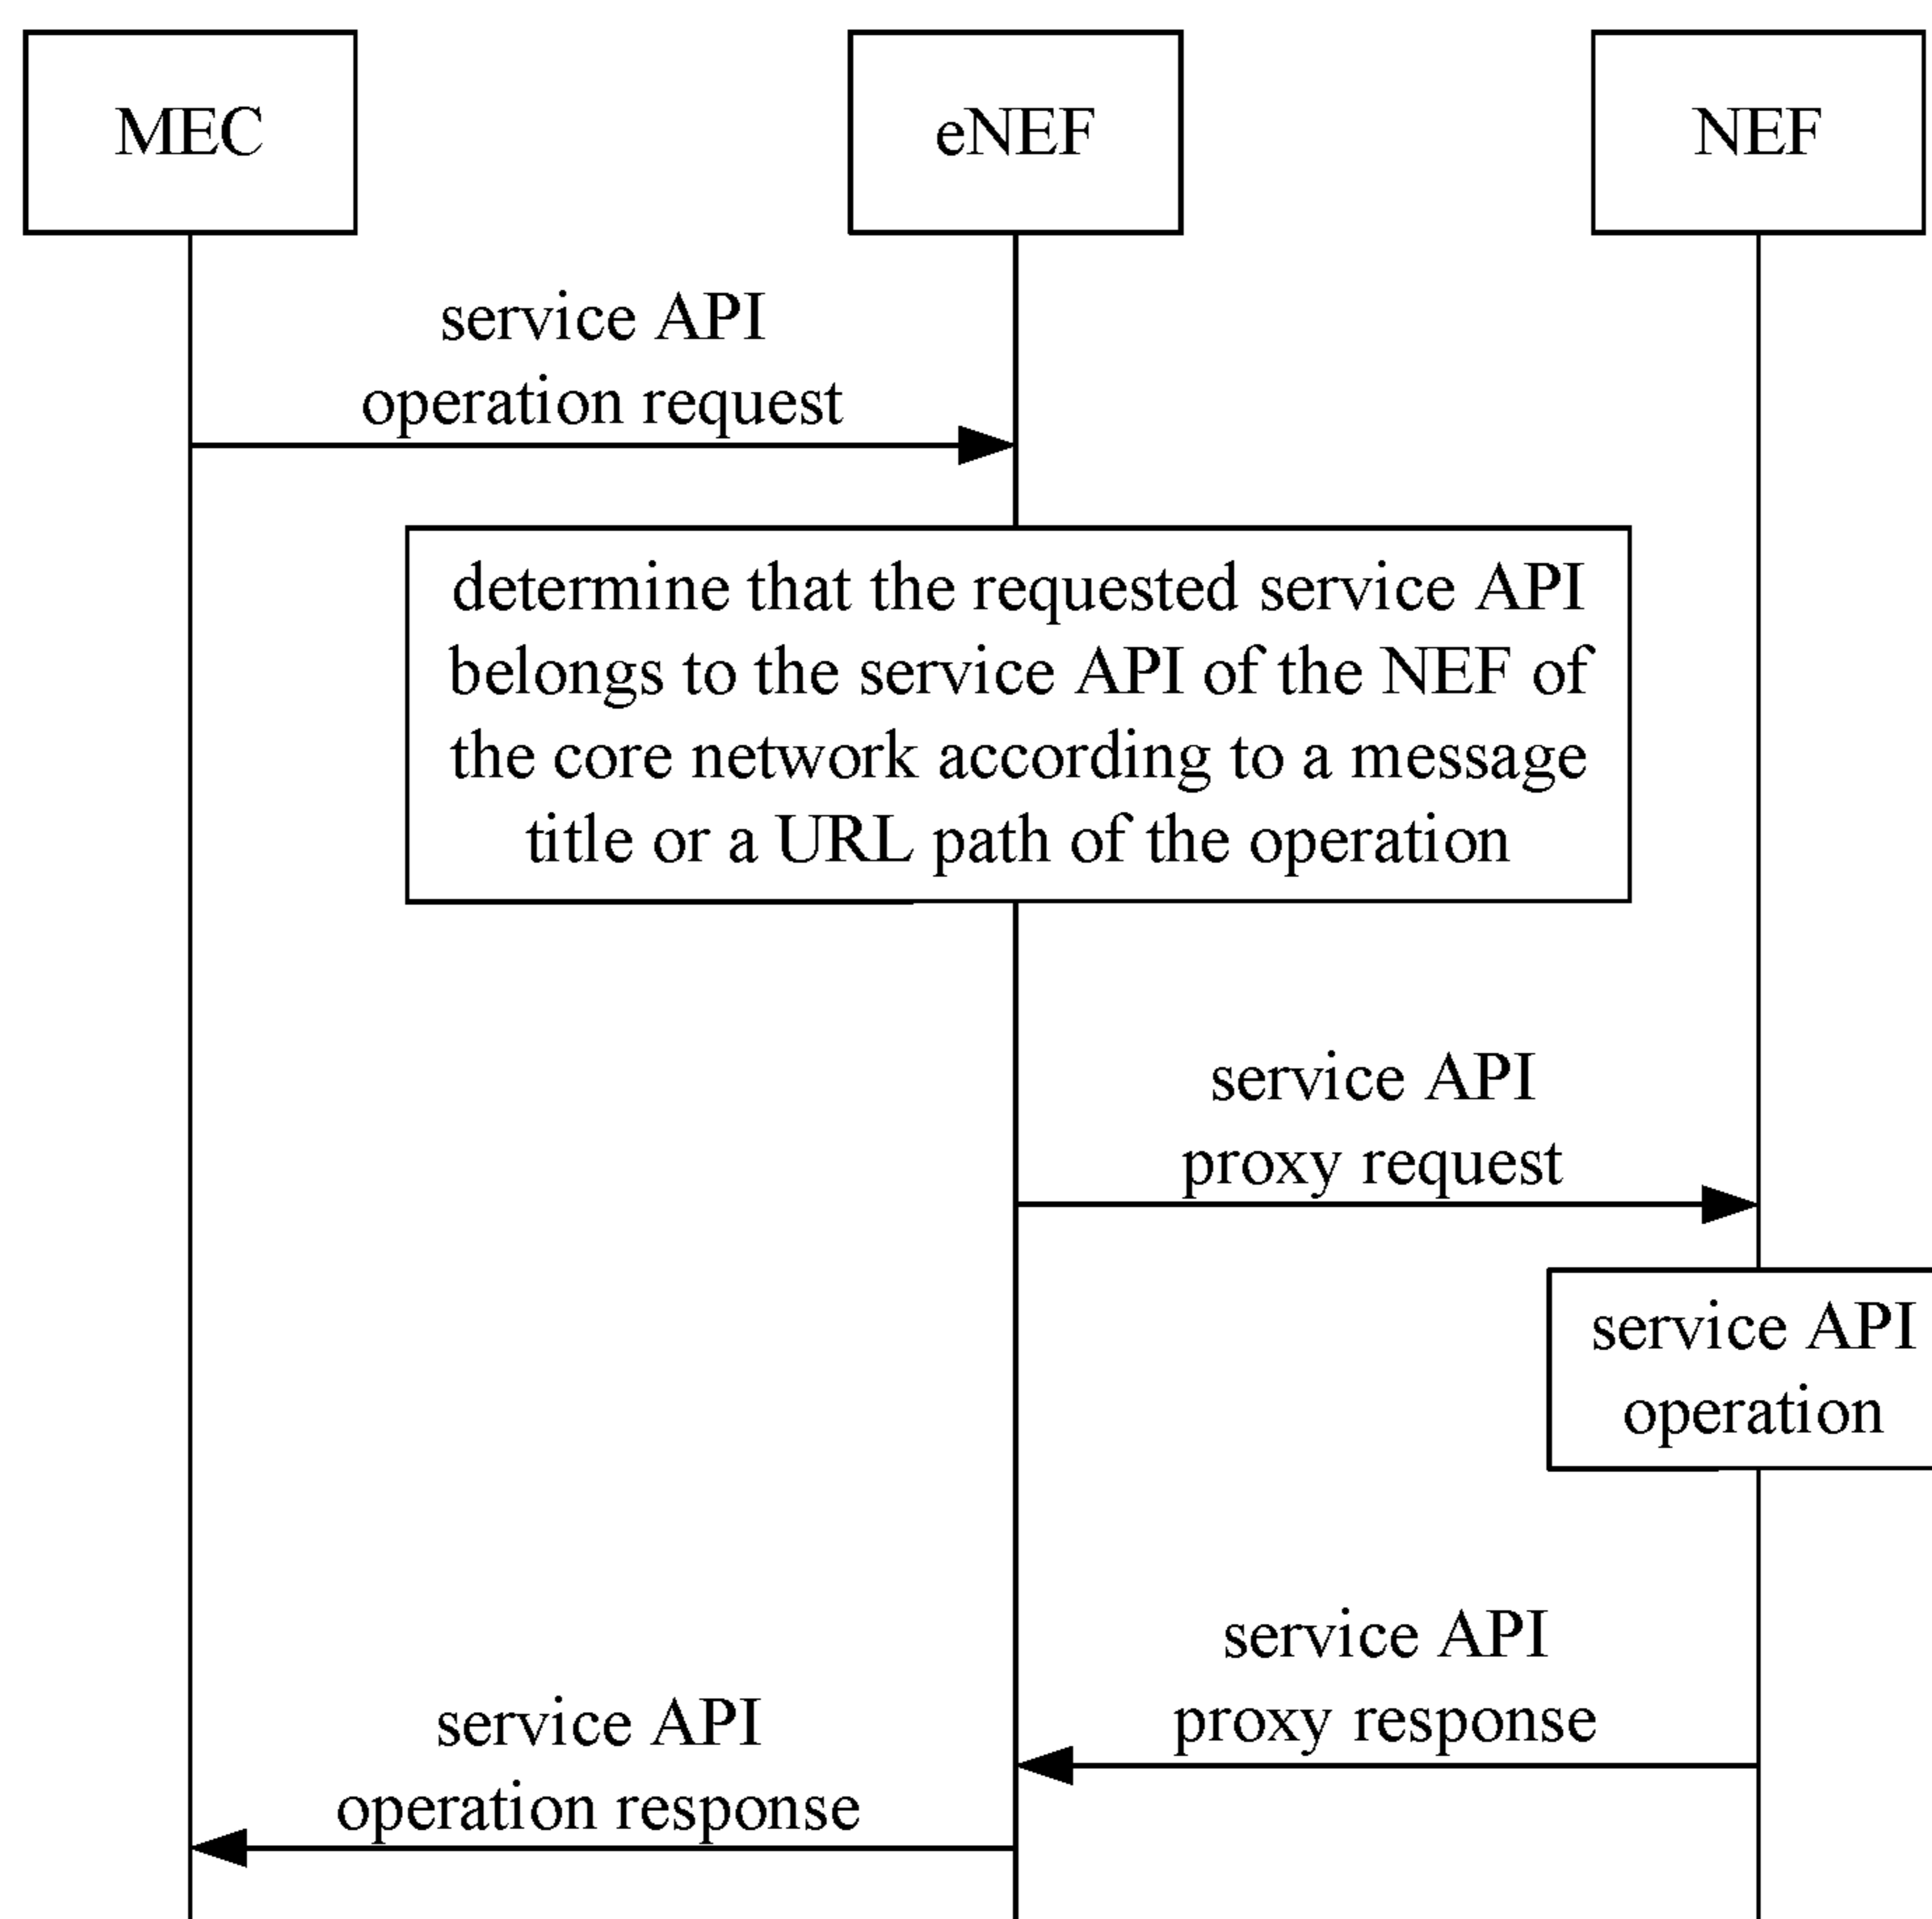 MEC
eNEF
NEF
service API
operation request
determine that the requested service API
belongs to the service API of the NEF of
the core network according to a message
title or a URL path of the operation
service API
proxy request
service API
operation
service API
proxy response
service API
operation response